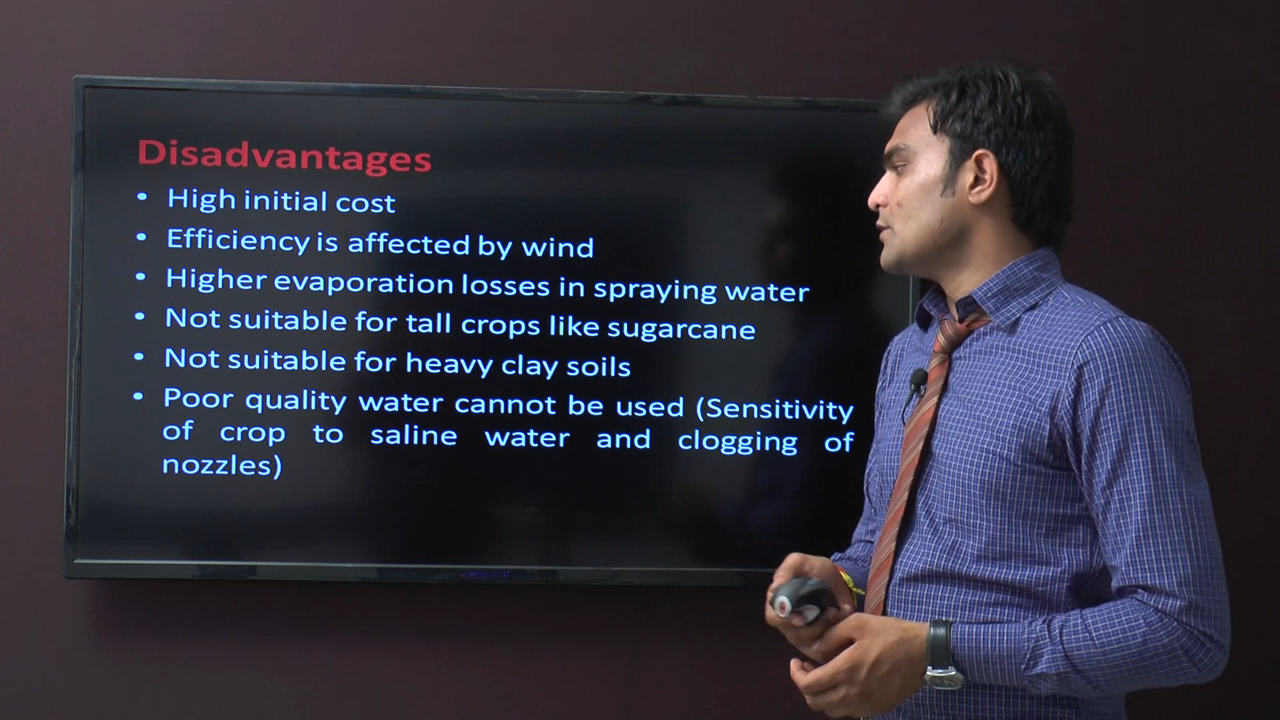 Disadvantages
• High initial cost
• Efficiency is affected by wind
• Higher evaporation losses in spraying water
• Not suitable for tall crops like sugarcane
• Not suitable for heavy clay soils
• Poor quality water cannot be used (Sensitivity
of crop to saline water and clogging of
nozzles)